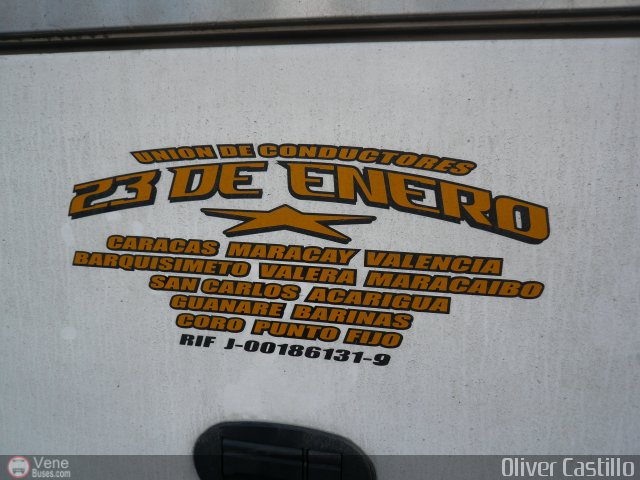 UNION DE CONDUCTORES
23 DE ENERO
CARACAS MARACAY VALENCIA
BARQUISIMETO VALERA MARACAIBO
SAN CARLOS ACARIGUA
GUANARE BARINAS
CORO PUNTO FIJO
RIF J-00186131-9
Vene
Buses.com
Oliver Castillo